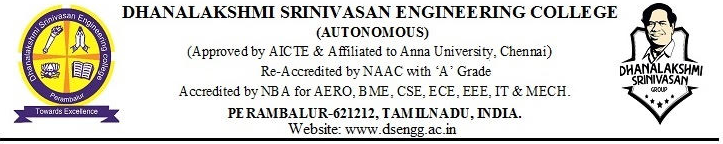 DHANALAKSHMI SRINIVASAN ENGINEERING COLLEGE
(AUTONOMOUS)
(Approved by AICTE & Affiliated to Anna University, Chennai)
Re-Accredited by NAAC with ‘A’ Grade
Accredited by NBA for AERO, BME, CSE, ECE, EEE, IT & MECH.
PERAMBALUR-621212, TAMILNADU, INDIA.
Website: www.dsengg.ac.in
Dhanalakshmi Srinivasan Engineering college
Perambalur
Towards Excellence
DHANALAKSHMI
SRINIVASAN
GROUP